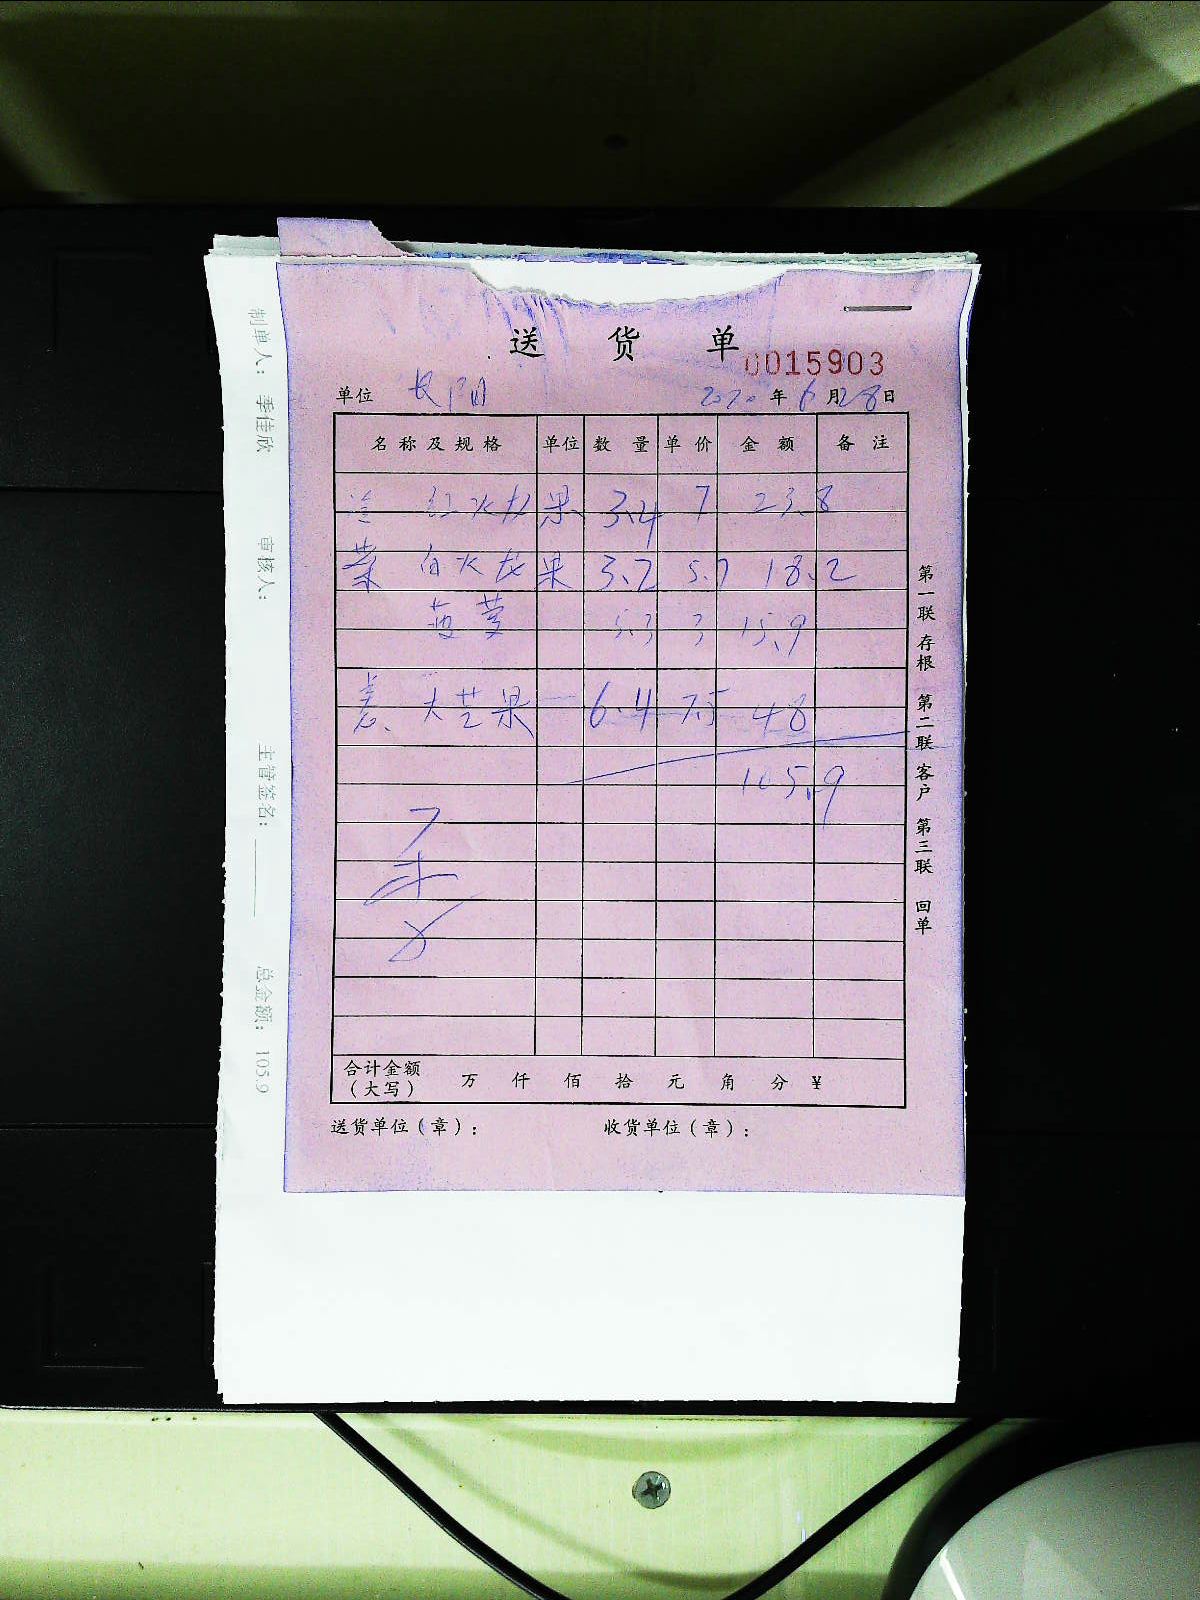 送 货 单
0015903
单位 长阳 2020 年 6 月 28 日
名称及规格 单位 数量 单价 金额 备注
红火龙果 3.4 7 23.8
菜 白火龙果 3.2 5.7 18.2
菠萝 5.3 3 15.9
大芒果 6.4 7.5 48
105.9
合计金额
（大写） 万 仟 佰 拾 元 角 分 ¥
送货单位（章）： 收货单位（章）：
第一联 存根 第二联 客户 第三联 回单
制单人： 季佳欣 审核人： 主管签名： 总金额： 105.9